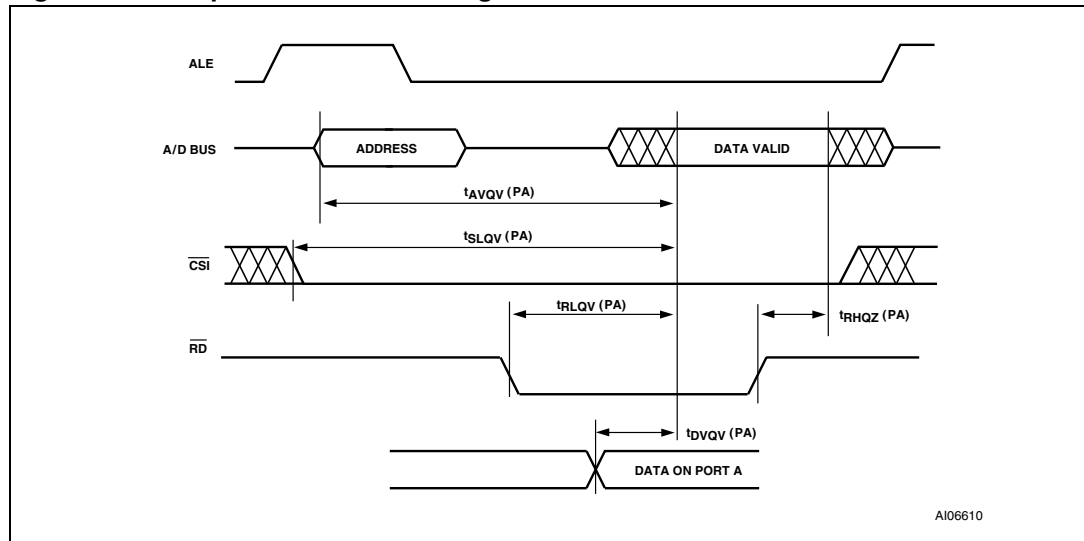 ALE
A/D BUS
ADDRESS
DATA VALID
tAVQV (PA)
tSLQV (PA)
CSI
tRLQV (PA)
tRHQZ (PA)
RD
tDVQV (PA)
DATA ON PORT A
AI06610